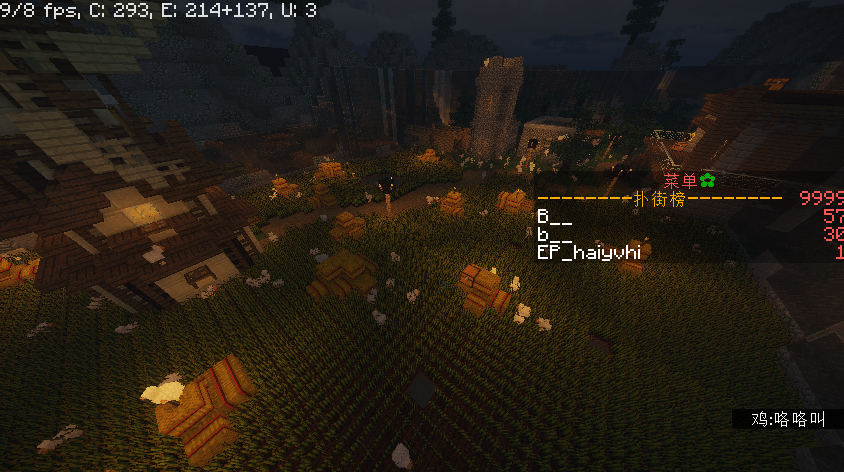 9/8 fps, C: 293, E: 214+137, U: 3
菜单✿
----------扑街榜---------- 9999
B__ 57
b__ 30
EP_haiyvhi 1
鸡:咯咯叫